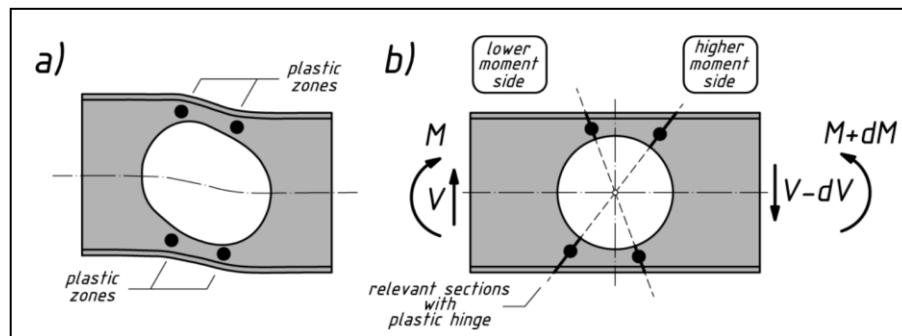 a)
plastic
zones
plastic
zones
b)
lower
moment
side
higher
moment
side
M
V
M+dM
V-dV
relevant sections
with
plastic hinge